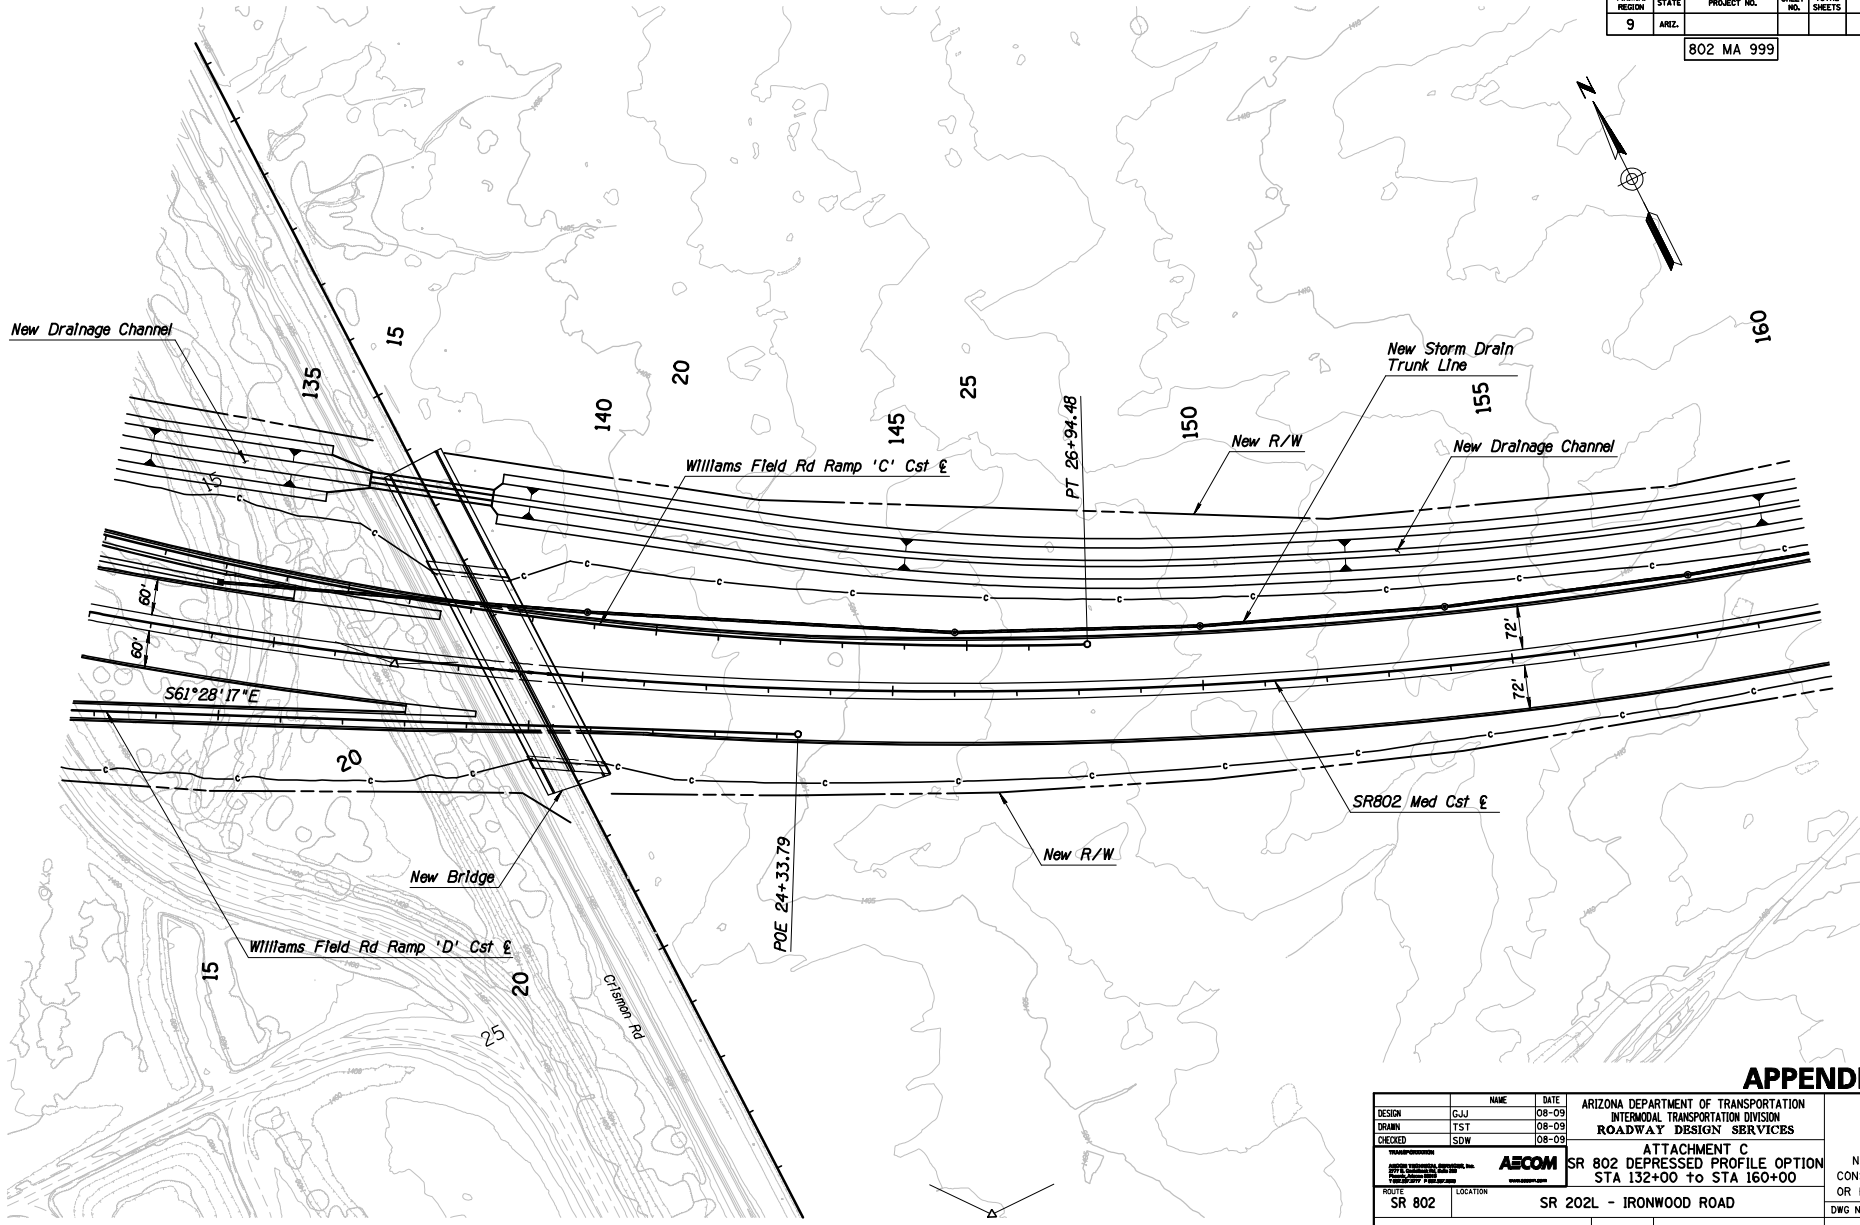 REGION
STATE
PROJECT NO.
NO.
SHEETS
9
ARIZ.
802 MA 999
N
New Drainage Channel
15
135
20
140
25
145
PT 26+94.48
150
New Storm Drain
Trunk Line
155
160
New R/W
New Drainage Channel
Williams Field Rd Ramp 'C' Cst ℄
15
60'
60'
72'
72'
S61°28'17"E
20
SR802 Med Cst ℄
New R/W
POE 24+33.79
New Bridge
Williams Field Rd Ramp 'D' Cst ℄
15
20
25
Crismon Rd
APPENDI
NAME
DATE
DESIGN
GJJ
08-09
DRAWN
TST
08-09
CHECKED
SDW
08-09
ARIZONA DEPARTMENT OF TRANSPORTATION
INTERMODAL TRANSPORTATION DIVISION
ROADWAY DESIGN SERVICES
TRANSPORTATION
AECOM
ATTACHMENT C
SR 802 DEPRESSED PROFILE OPTION
STA 132+00 to STA 160+00
N
CONS
OR
ROUTE
SR 802
LOCATION
SR 202L - IRONWOOD ROAD
DWG N